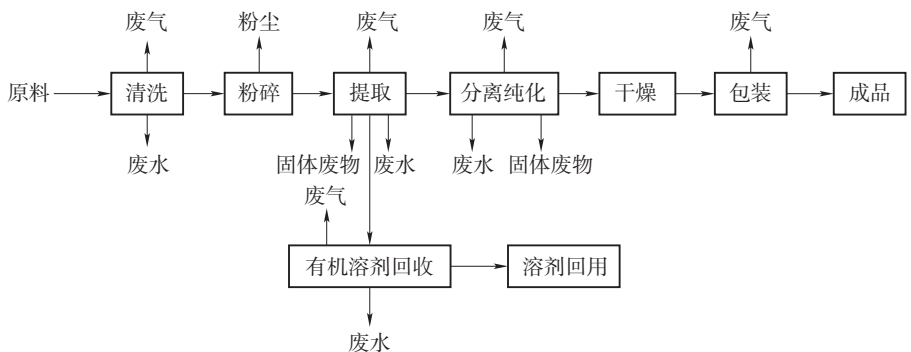 废气 粉尘 废气 废气 废气
原料 清洗 粉碎 提取 分离纯化 干燥 包装 成品
废水 固体废物 废水 废水 固体废物
废气
有机溶剂回收 溶剂回用
废水